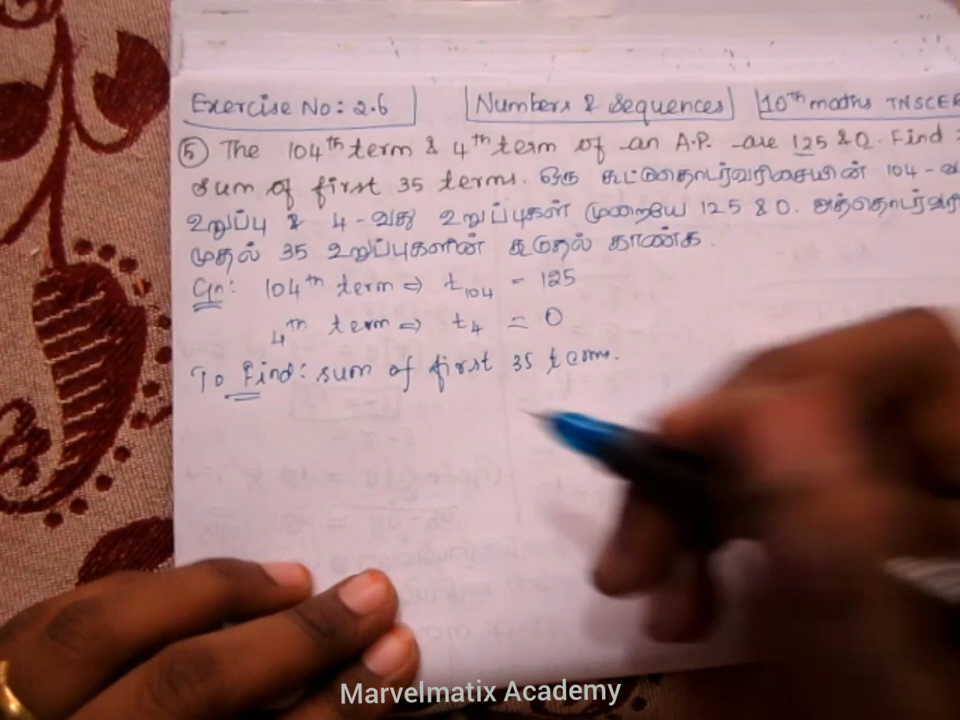 Exercise No: 2.6
Numbers & Sequences
10th maths TNSCER
⑤ The 104th term & 4th term of an A.P. are 125 & 0. Find
Sum of first 35 terms. ஒரு கூட்டுத்தொடர்வரிசையின் 104-வ
உறுப்பு & 4-வது உறுப்புகள் முறையே 125 & 0. அத்தொடர்வரி
முதல் 35 உறுப்புகளின் கூடுதல் காண்க.
Gn: 104th term ⇒ t104 = 125
4th term ⇒ t4 = 0
To Find: sum of first 35 terms.
Marvelmatix Academy